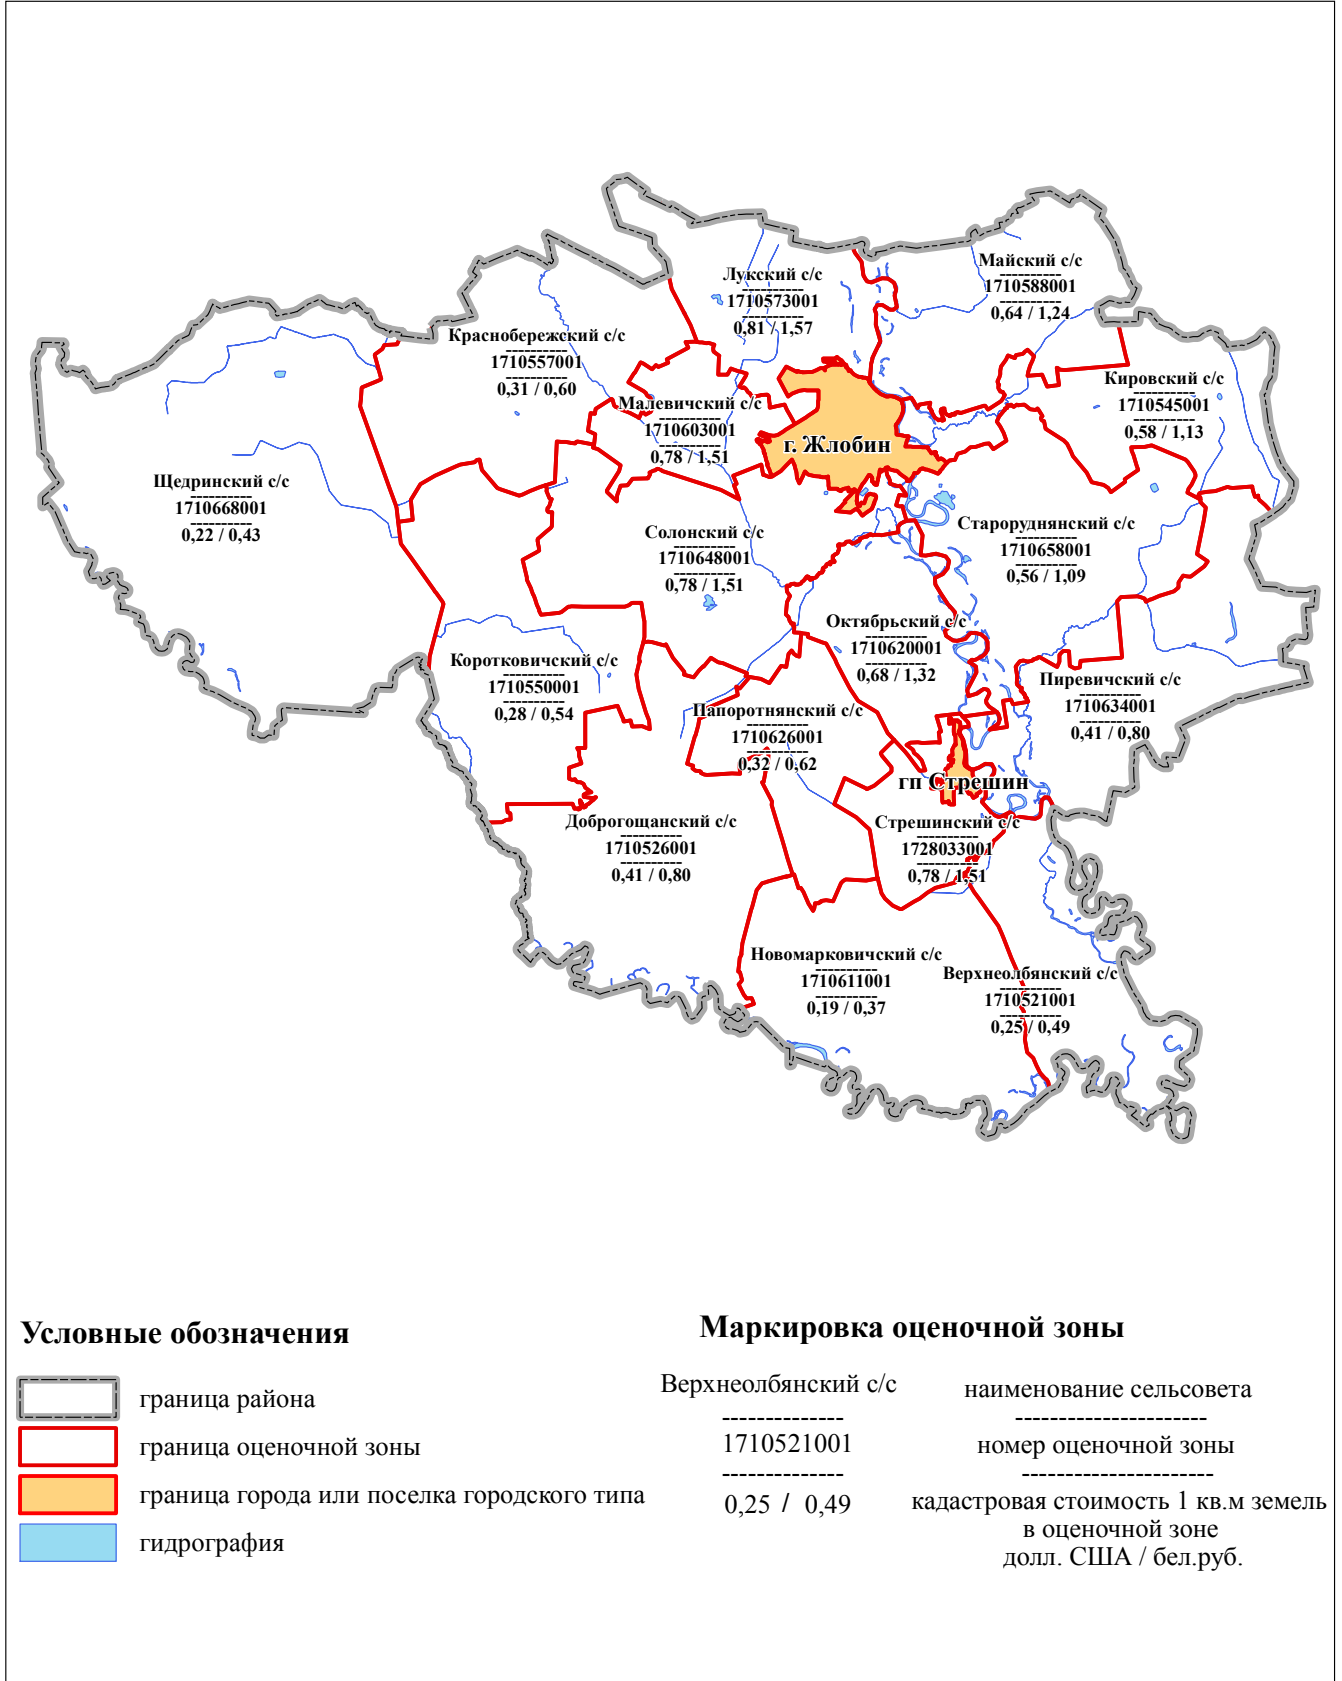 Лукский с/с
----------
1710573001
----------
0,81 / 1,57
Майский с/с
----------
1710588001
----------
0,64 / 1,24
Краснобережский с/с
----------
1710557001
----------
0,31 / 0,60
Кировский с/с
----------
1710545001
----------
0,58 / 1,13
Малевичский с/с
----------
1710603001
----------
0,78 / 1,51
г. Жлобин
Щедринский с/с
----------
1710668001
----------
0,22 / 0,43
Солонский с/с
----------
1710648001
----------
0,78 / 1,51
Староруднянский с/с
----------
1710658001
----------
0,56 / 1,09
Октябрьский с/с
----------
1710620001
----------
0,68 / 1,32
Коротковичский с/с
----------
1710550001
----------
0,28 / 0,54
Пиревичский с/с
----------
1710634001
----------
0,41 / 0,80
Папоротнянский с/с
----------
1710626001
----------
0,32 / 0,62
гп Стрешин
Доброгощанский с/с
----------
1710526001
----------
0,41 / 0,80
Стрешинский с/с
----------
1728033001
----------
0,78 / 1,51
Новомарковичский с/с
----------
1710611001
----------
0,19 / 0,37
Верхнеолбянский с/с
----------
1710521001
----------
0,25 / 0,49
Условные обозначения
граница района
граница оценочной зоны
граница города или поселка городского типа
гидрография
Маркировка оценочной зоны
Верхнеолбянский с/с
--------------
1710521001
--------------
0,25 / 0,49
наименование сельсовета
----------------------
номер оценочной зоны
----------------------
кадастровая стоимость 1 кв.м земель
в оценочной зоне
долл. США / бел.руб.